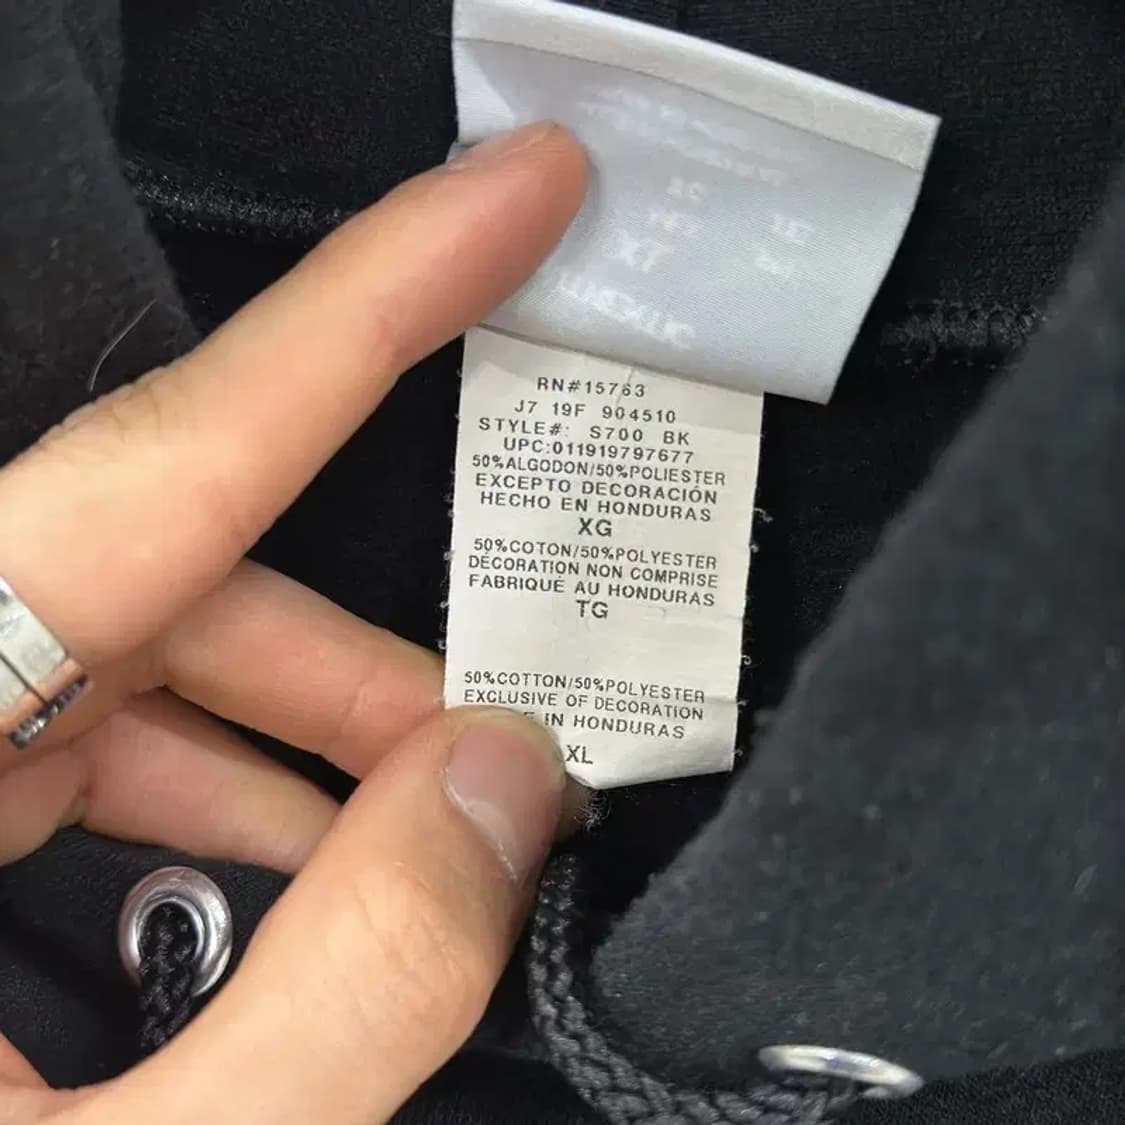 RN#15763
J7 19F 904510
STYLE#: S700 BK
UPC:011919797677
50%ALGODON/50%POLIESTER
EXCEPTO DECORACIÓN
HECHO EN HONDURAS
XG
50%COTON/50%POLYESTER
DÉCORATION NON COMPRISE
FABRIQUÉ AU HONDURAS
TG
50%COTTON/50%POLYESTER
EXCLUSIVE OF DECORATION
E IN HONDURAS
XL